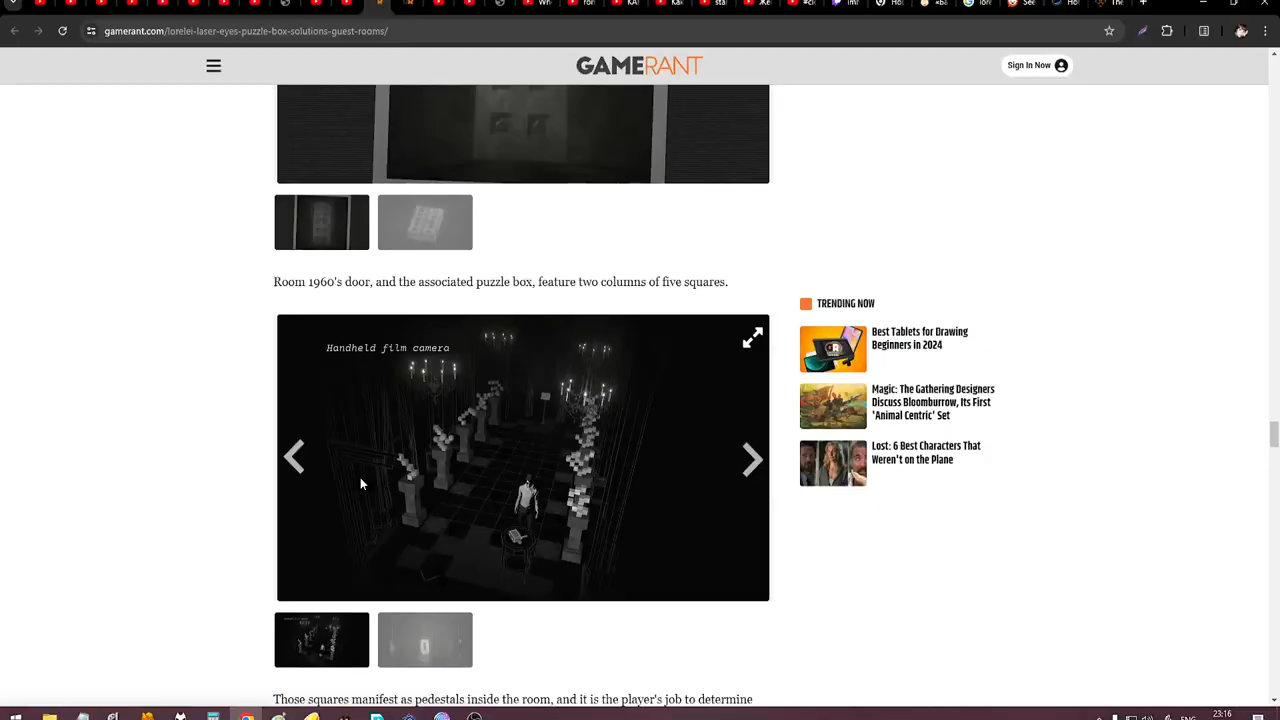 gamerant.com/lorelei-laser-eyes-puzzle-box-solutions-guest-rooms/
GAMERANT
Sign In Now
Room 1960's door, and the associated puzzle box, feature two columns of five squares.
TRENDING NOW
Best Tablets for Drawing
Beginners in 2024
Handheld film camera
Magic: The Gathering Designers
Discuss Bloomburrow, Its First
'Animal Centric' Set
Lost: 6 Best Characters That
Weren't on the Plane
Those squares manifest as pedestals inside the room, and it is the player's job to determine
ENG
23:16